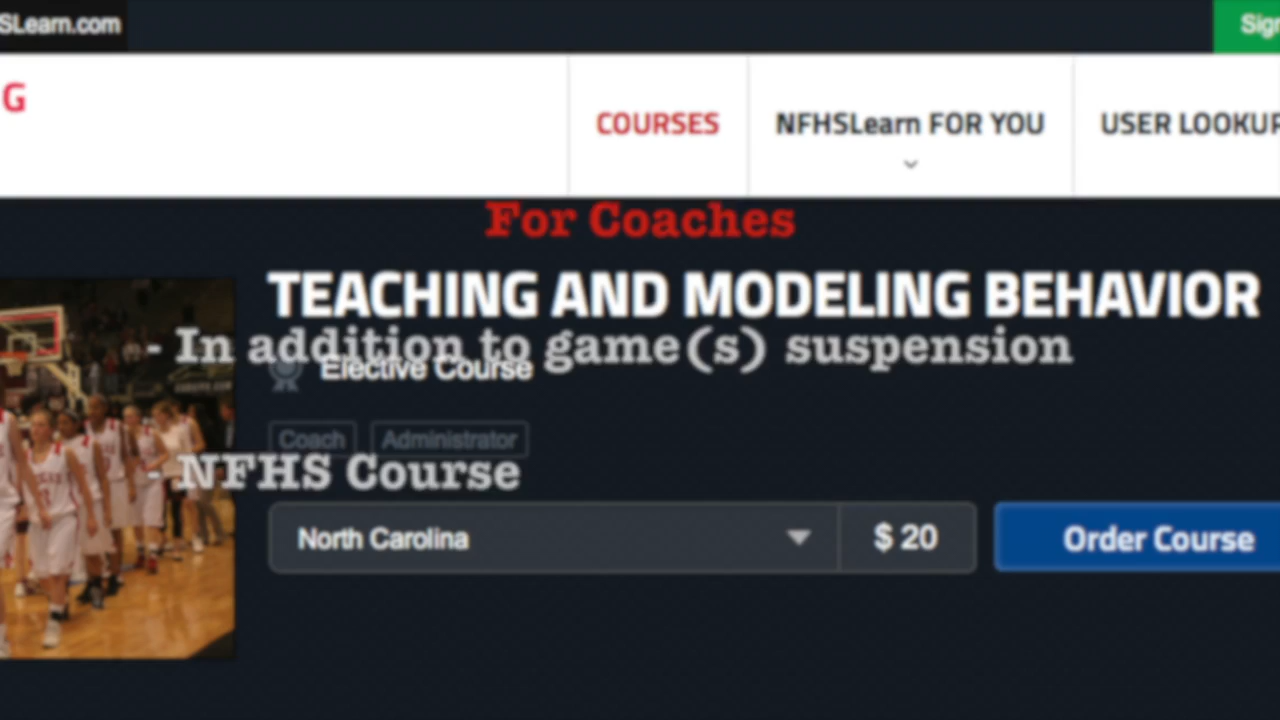 SLearn.com
Sign
G
COURSES
NFHSLearn FOR YOU
USER LOOKUP
For Coaches
TEACHING AND MODELING BEHAVIOR
- In addition to game(s) suspension
Elective Course
Coach
Administrator
- NFHS Course
North Carolina
$ 20
Order Course